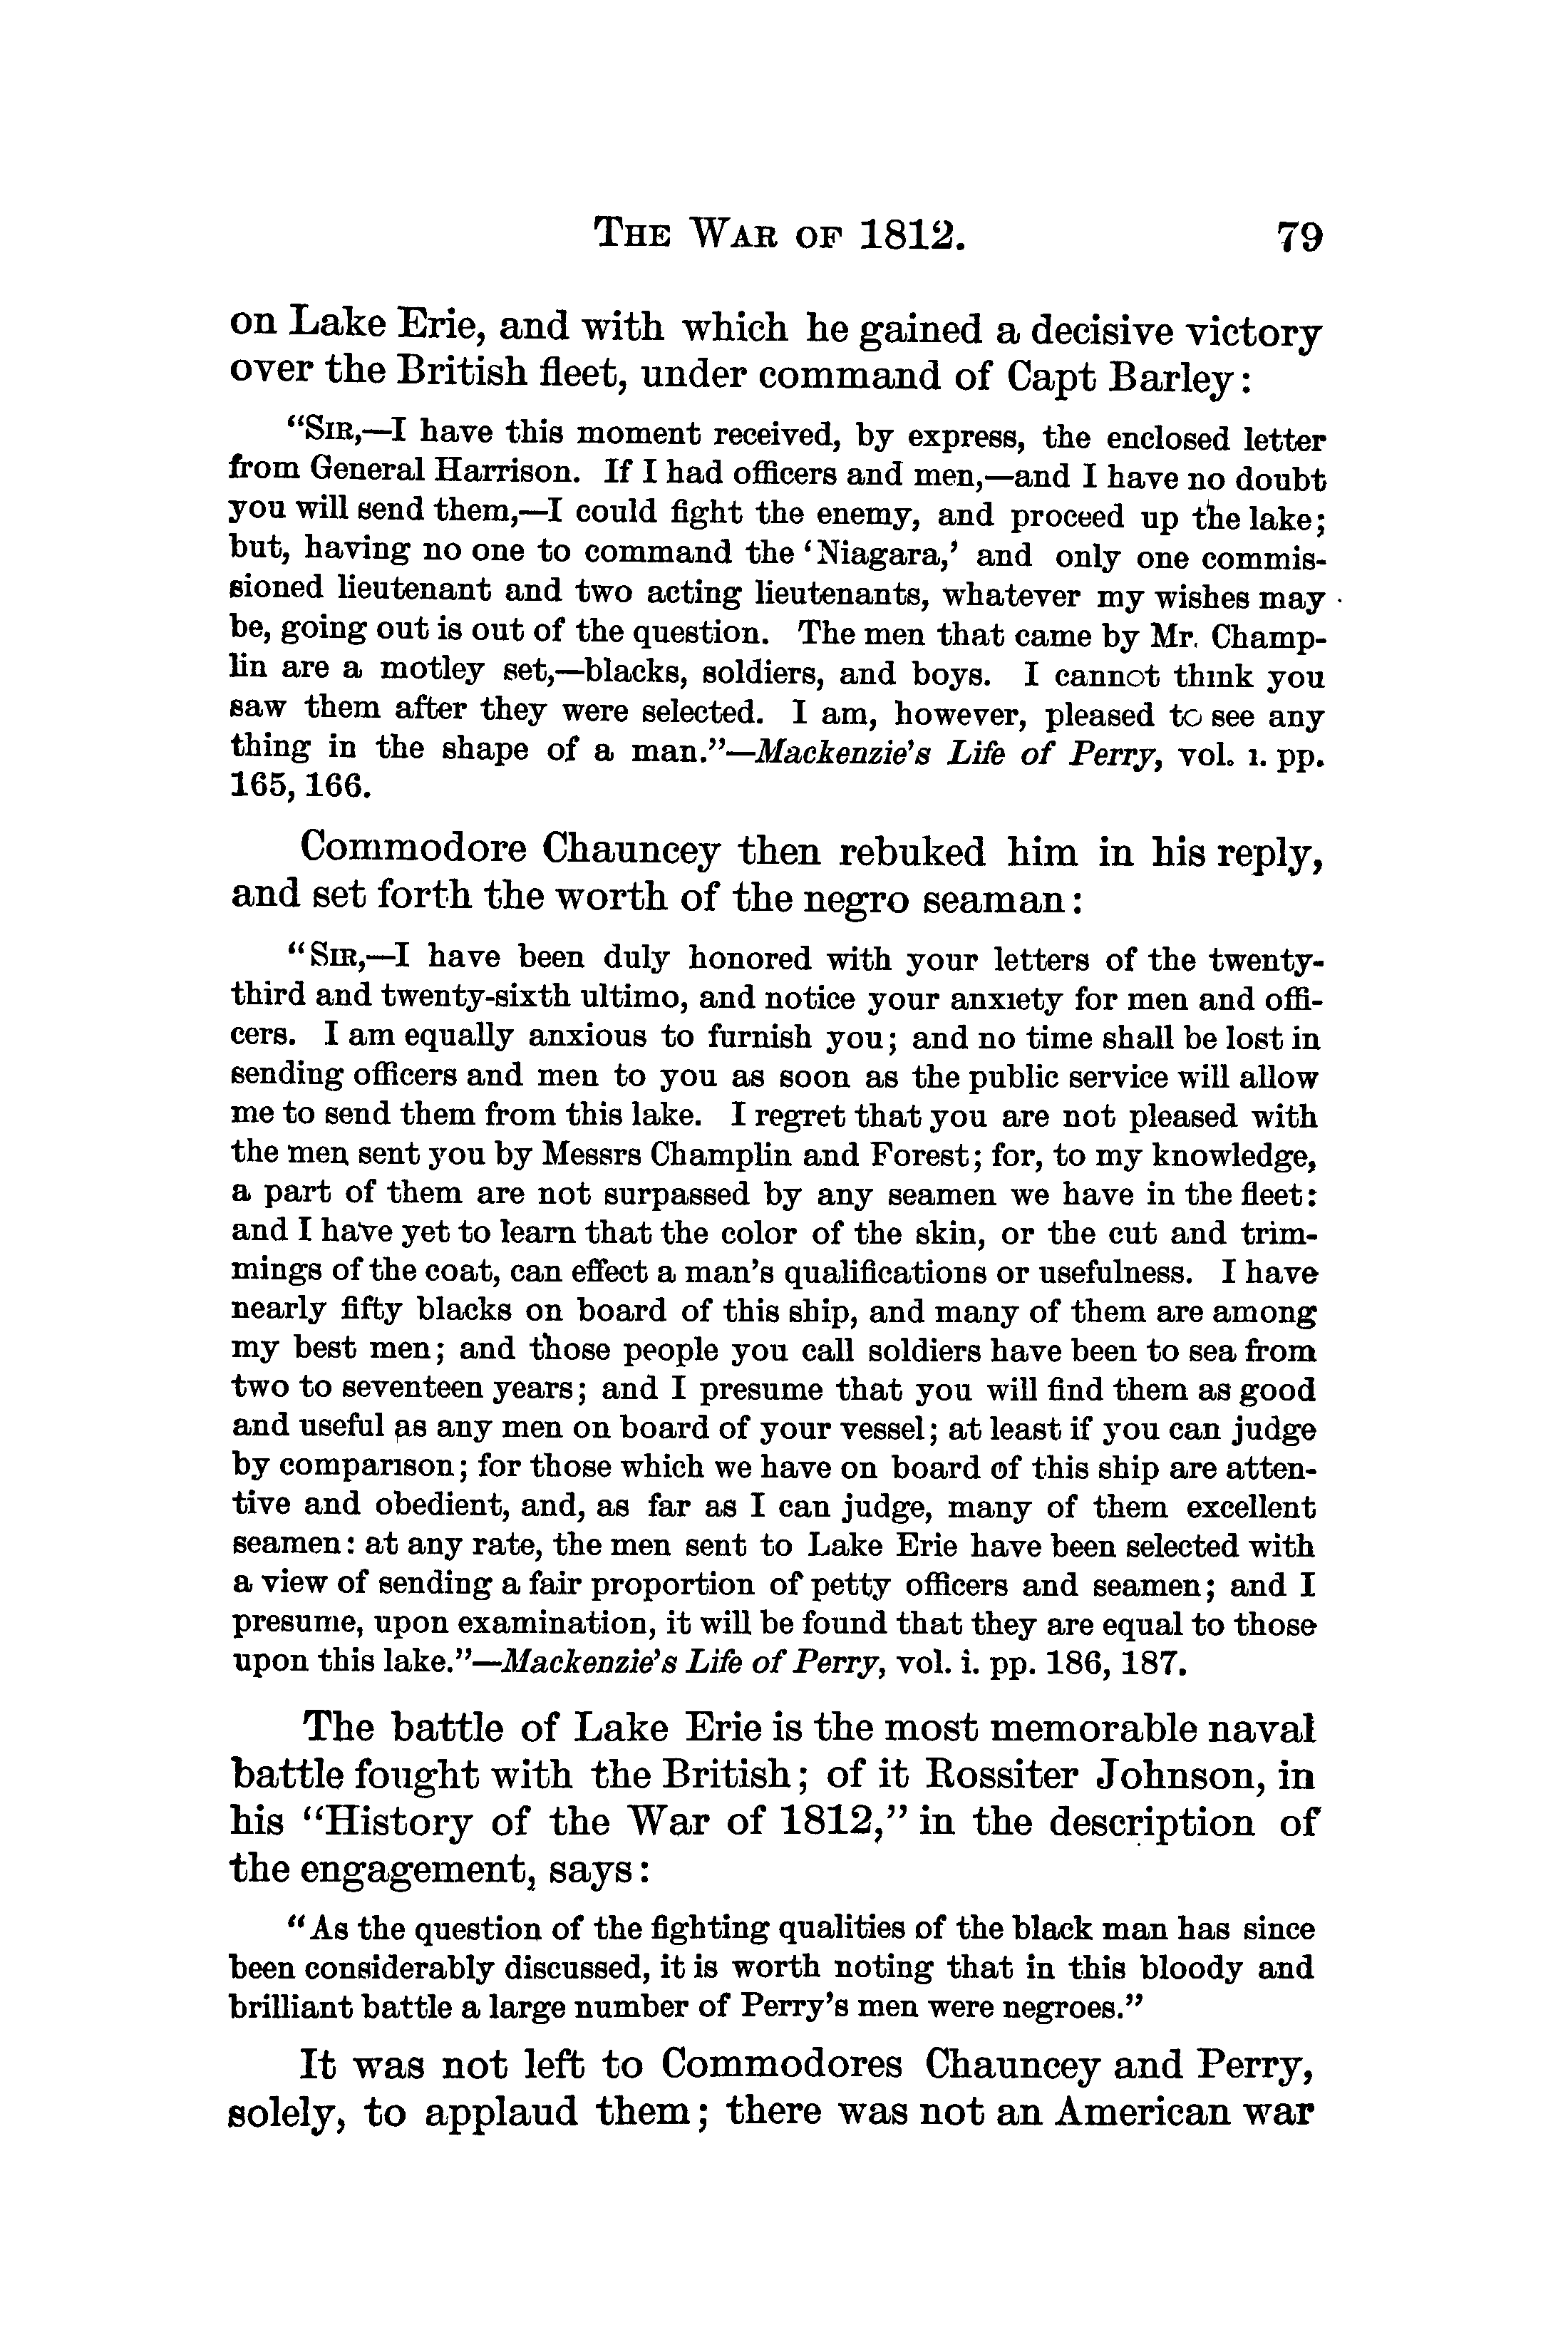 THE WAR OF 1812. 79
on Lake Erie, and with which he gained a decisive victory
over the British fleet, under command of Capt Barley:
"SIR,—I have this moment received, by express, the enclosed letter
from General Harrison. If I had officers and men,—and I have no doubt
you will send them,—I could fight the enemy, and proceed up the lake;
but, having no one to command the 'Niagara,' and only one commis-
sioned lieutenant and two acting lieutenants, whatever my wishes may
be, going out is out of the question. The men that came by Mr. Champ-
lin are a motley set,—blacks, soldiers, and boys. I cannot think you
saw them after they were selected. I am, however, pleased to see any
thing in the shape of a man."—Mackenzie's Life of Perry, vol. i. pp.
165, 166.
Commodore Chauncey then rebuked him in his reply,
and set forth the worth of the negro seaman:
"SIR,—I have been duly honored with your letters of the twenty-
third and twenty-sixth ultimo, and notice your anxiety for men and offi-
cers. I am equally anxious to furnish you; and no time shall be lost in
sending officers and men to you as soon as the public service will allow
me to send them from this lake. I regret that you are not pleased with
the men sent you by Messrs Champlin and Forest; for, to my knowledge,
a part of them are not surpassed by any seamen we have in the fleet:
and I have yet to learn that the color of the skin, or the cut and trim-
mings of the coat, can effect a man's qualifications or usefulness. I have
nearly fifty blacks on board of this ship, and many of them are among
my best men; and those people you call soldiers have been to sea from
two to seventeen years; and I presume that you will find them as good
and useful as any men on board of your vessel; at least if you can judge
by comparison; for those which we have on board of this ship are atten-
tive and obedient, and, as far as I can judge, many of them excellent
seamen: at any rate, the men sent to Lake Erie have been selected with
a view of sending a fair proportion of petty officers and seamen; and I
presume, upon examination, it will be found that they are equal to those
upon this lake."—Mackenzie's Life of Perry, vol. i. pp. 186, 187.
The battle of Lake Erie is the most memorable naval
battle fought with the British; of it Rossiter Johnson, in
his "History of the War of 1812," in the description of
the engagement, says:
"As the question of the fighting qualities of the black man has since
been considerably discussed, it is worth noting that in this bloody and
brilliant battle a large number of Perry's men were negroes."
It was not left to Commodores Chauncey and Perry,
solely, to applaud them; there was not an American war